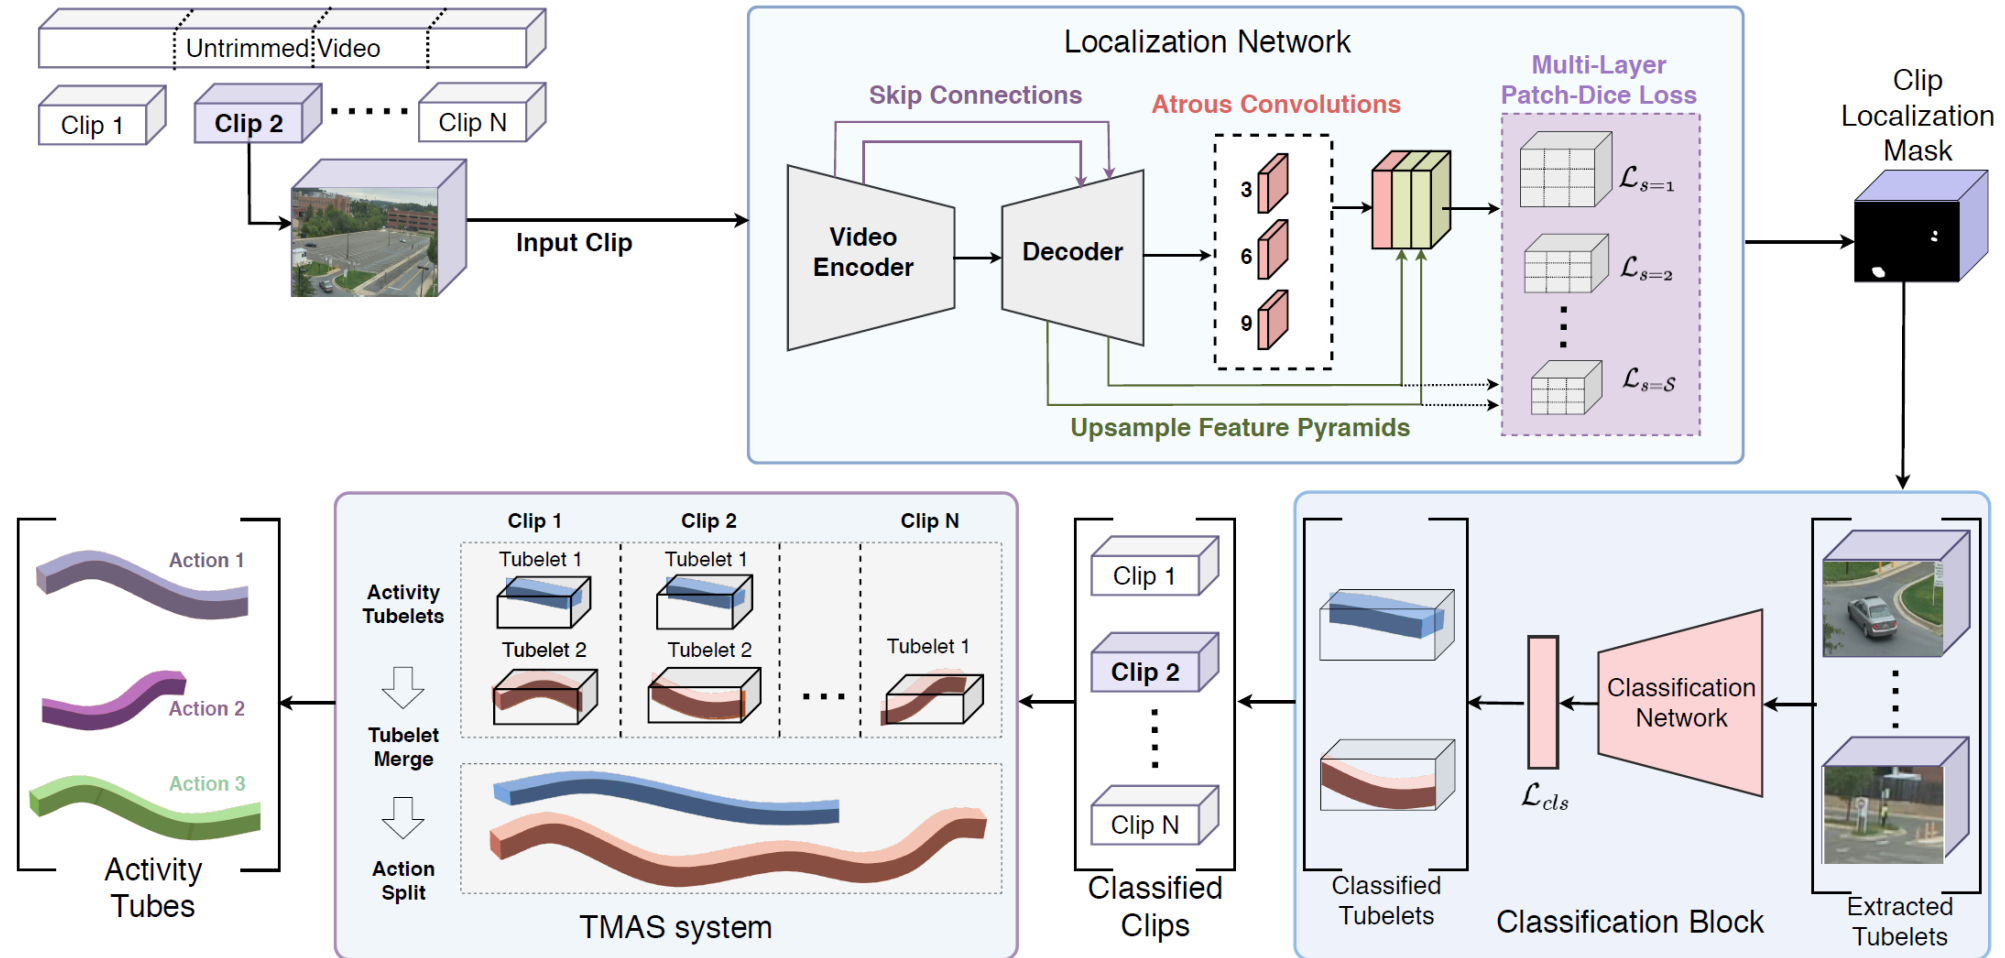 Untrimmed Video
Clip 1
Clip 2
Clip N
Input Clip
Localization Network
Skip Connections
Atrous Convolutions
Multi-Layer
Patch-Dice Loss
Video
Encoder
Decoder
3
6
9
Upsample Feature Pyramids
ℒs=1
ℒs=2
ℒs=𝒮
Clip
Localization
Mask
Extracted
Tubelets
Classification
Network
ℒcls
Classified
Tubelets
Classification Block
Clip 1
Clip 2
Clip N
Classified
Clips
Clip 1
Clip 2
Clip N
Activity
Tubelets
Tubelet
Merge
Action
Split
Tubelet 1
Tubelet 1
Tubelet 2
Tubelet 2
Tubelet 1
TMAS system
Action 1
Action 2
Action 3
Activity
Tubes